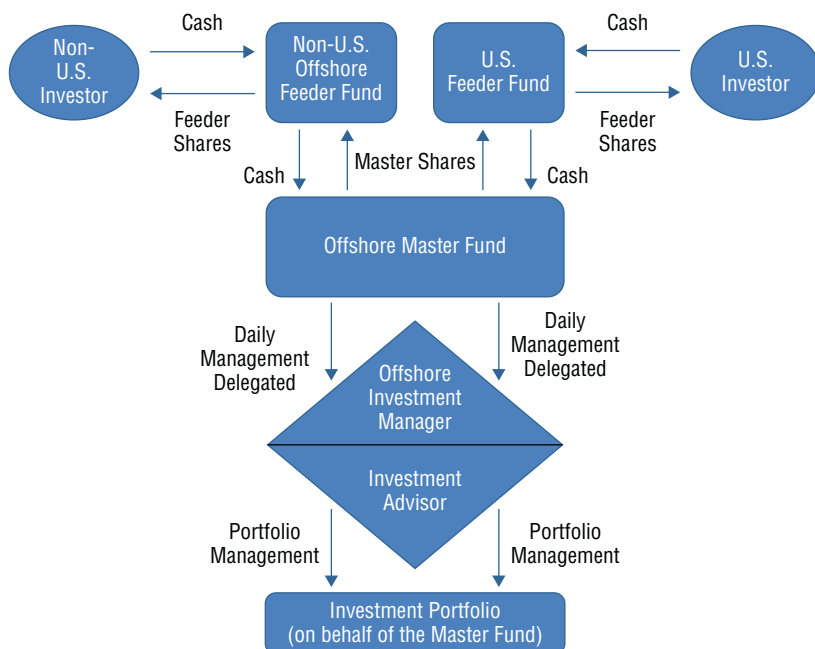 Non-
U.S.
Investor
Cash
Feeder
Shares
Non-U.S.
Offshore
Feeder Fund
U.S.
Feeder Fund
Cash
Feeder
Shares
U.S.
Investor
Cash
Master Shares
Cash
Offshore Master Fund
Daily
Management
Delegated
Offshore
Investment
Manager
Daily
Management
Delegated
Investment
Advisor
Portfolio
Management
Portfolio
Management
Investment Portfolio
(on behalf of the Master Fund)